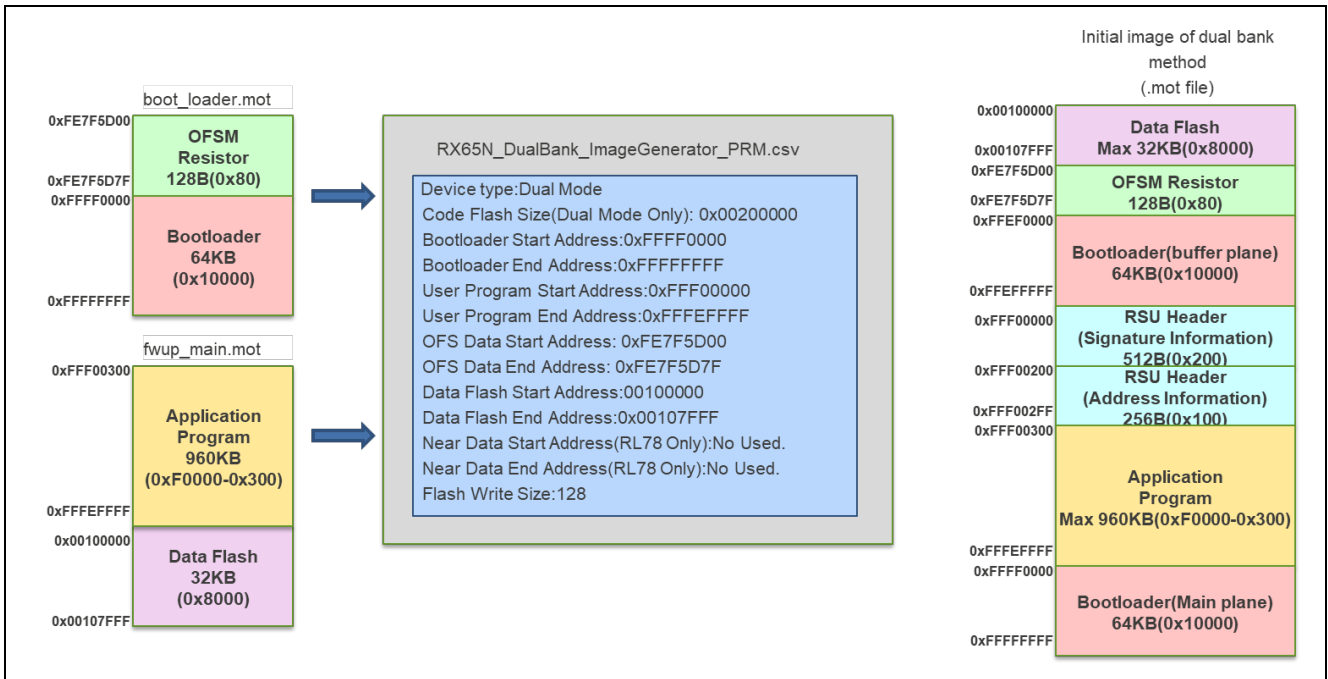 boot_loader.mot
0xFE7F5D00
OFSM
Resistor
128B(0x80)
0xFE7F5D7F
0xFFFF0000
Bootloader
64KB
(0x10000)
0xFFFFFFFF
fwup_main.mot
0xFFF00300
Application
Program
960KB
(0xF0000-0x300)
0xFFFEFFFF
0x00100000
Data Flash
32KB
(0x8000)
0x00107FFF
RX65N_DualBank_ImageGenerator_PRM.csv
Device type:Dual Mode
Code Flash Size(Dual Mode Only): 0x00200000
Bootloader Start Address:0xFFFF0000
Bootloader End Address:0xFFFFFFFF
User Program Start Address:0xFFF00000
User Program End Address:0xFFFEFFFF
OFS Data Start Address: 0xFE7F5D00
OFS Data End Address: 0xFE7F5D7F
Data Flash Start Address:00100000
Data Flash End Address:0x00107FFF
Near Data Start Address(RL78 Only):No Used.
Near Data End Address(RL78 Only):No Used.
Flash Write Size:128
Initial image of dual bank
method
(.mot file)
0x00100000
Data Flash
Max 32KB(0x8000)
0x00107FFF
0xFE7F5D00
OFSM Resistor
128B(0x80)
0xFE7F5D7F
0xFFEF0000
Bootloader(buffer plane)
64KB(0x10000)
0xFFEFFFFF
0xFFF00000
RSU Header
(Signature Information)
512B(0x200)
0xFFF00200
RSU Header
(Address Information)
256B(0x100)
0xFFF002FF
0xFFF00300
Application
Program
Max 960KB(0xF0000-0x300)
0xFFFEFFFF
0xFFFF0000
Bootloader(Main plane)
64KB(0x10000)
0xFFFFFFFF